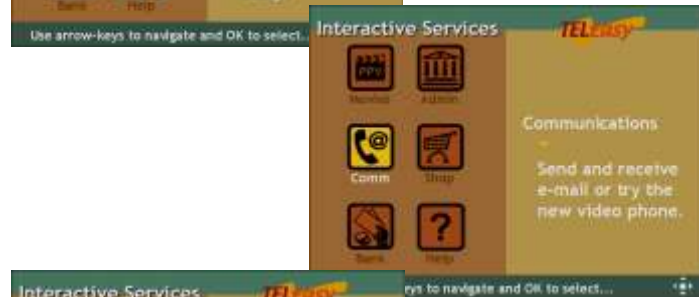 Bank Help
Use arrow-keys to navigate and OK to select...
Interactive Services TELeasy
PPV
Movies Admin
Communications
Comm Shop
Send and receive
e-mail or try the
new video phone.
Bank Help
?
eys to navigate and OK to select...
Interactive Services TELeasy